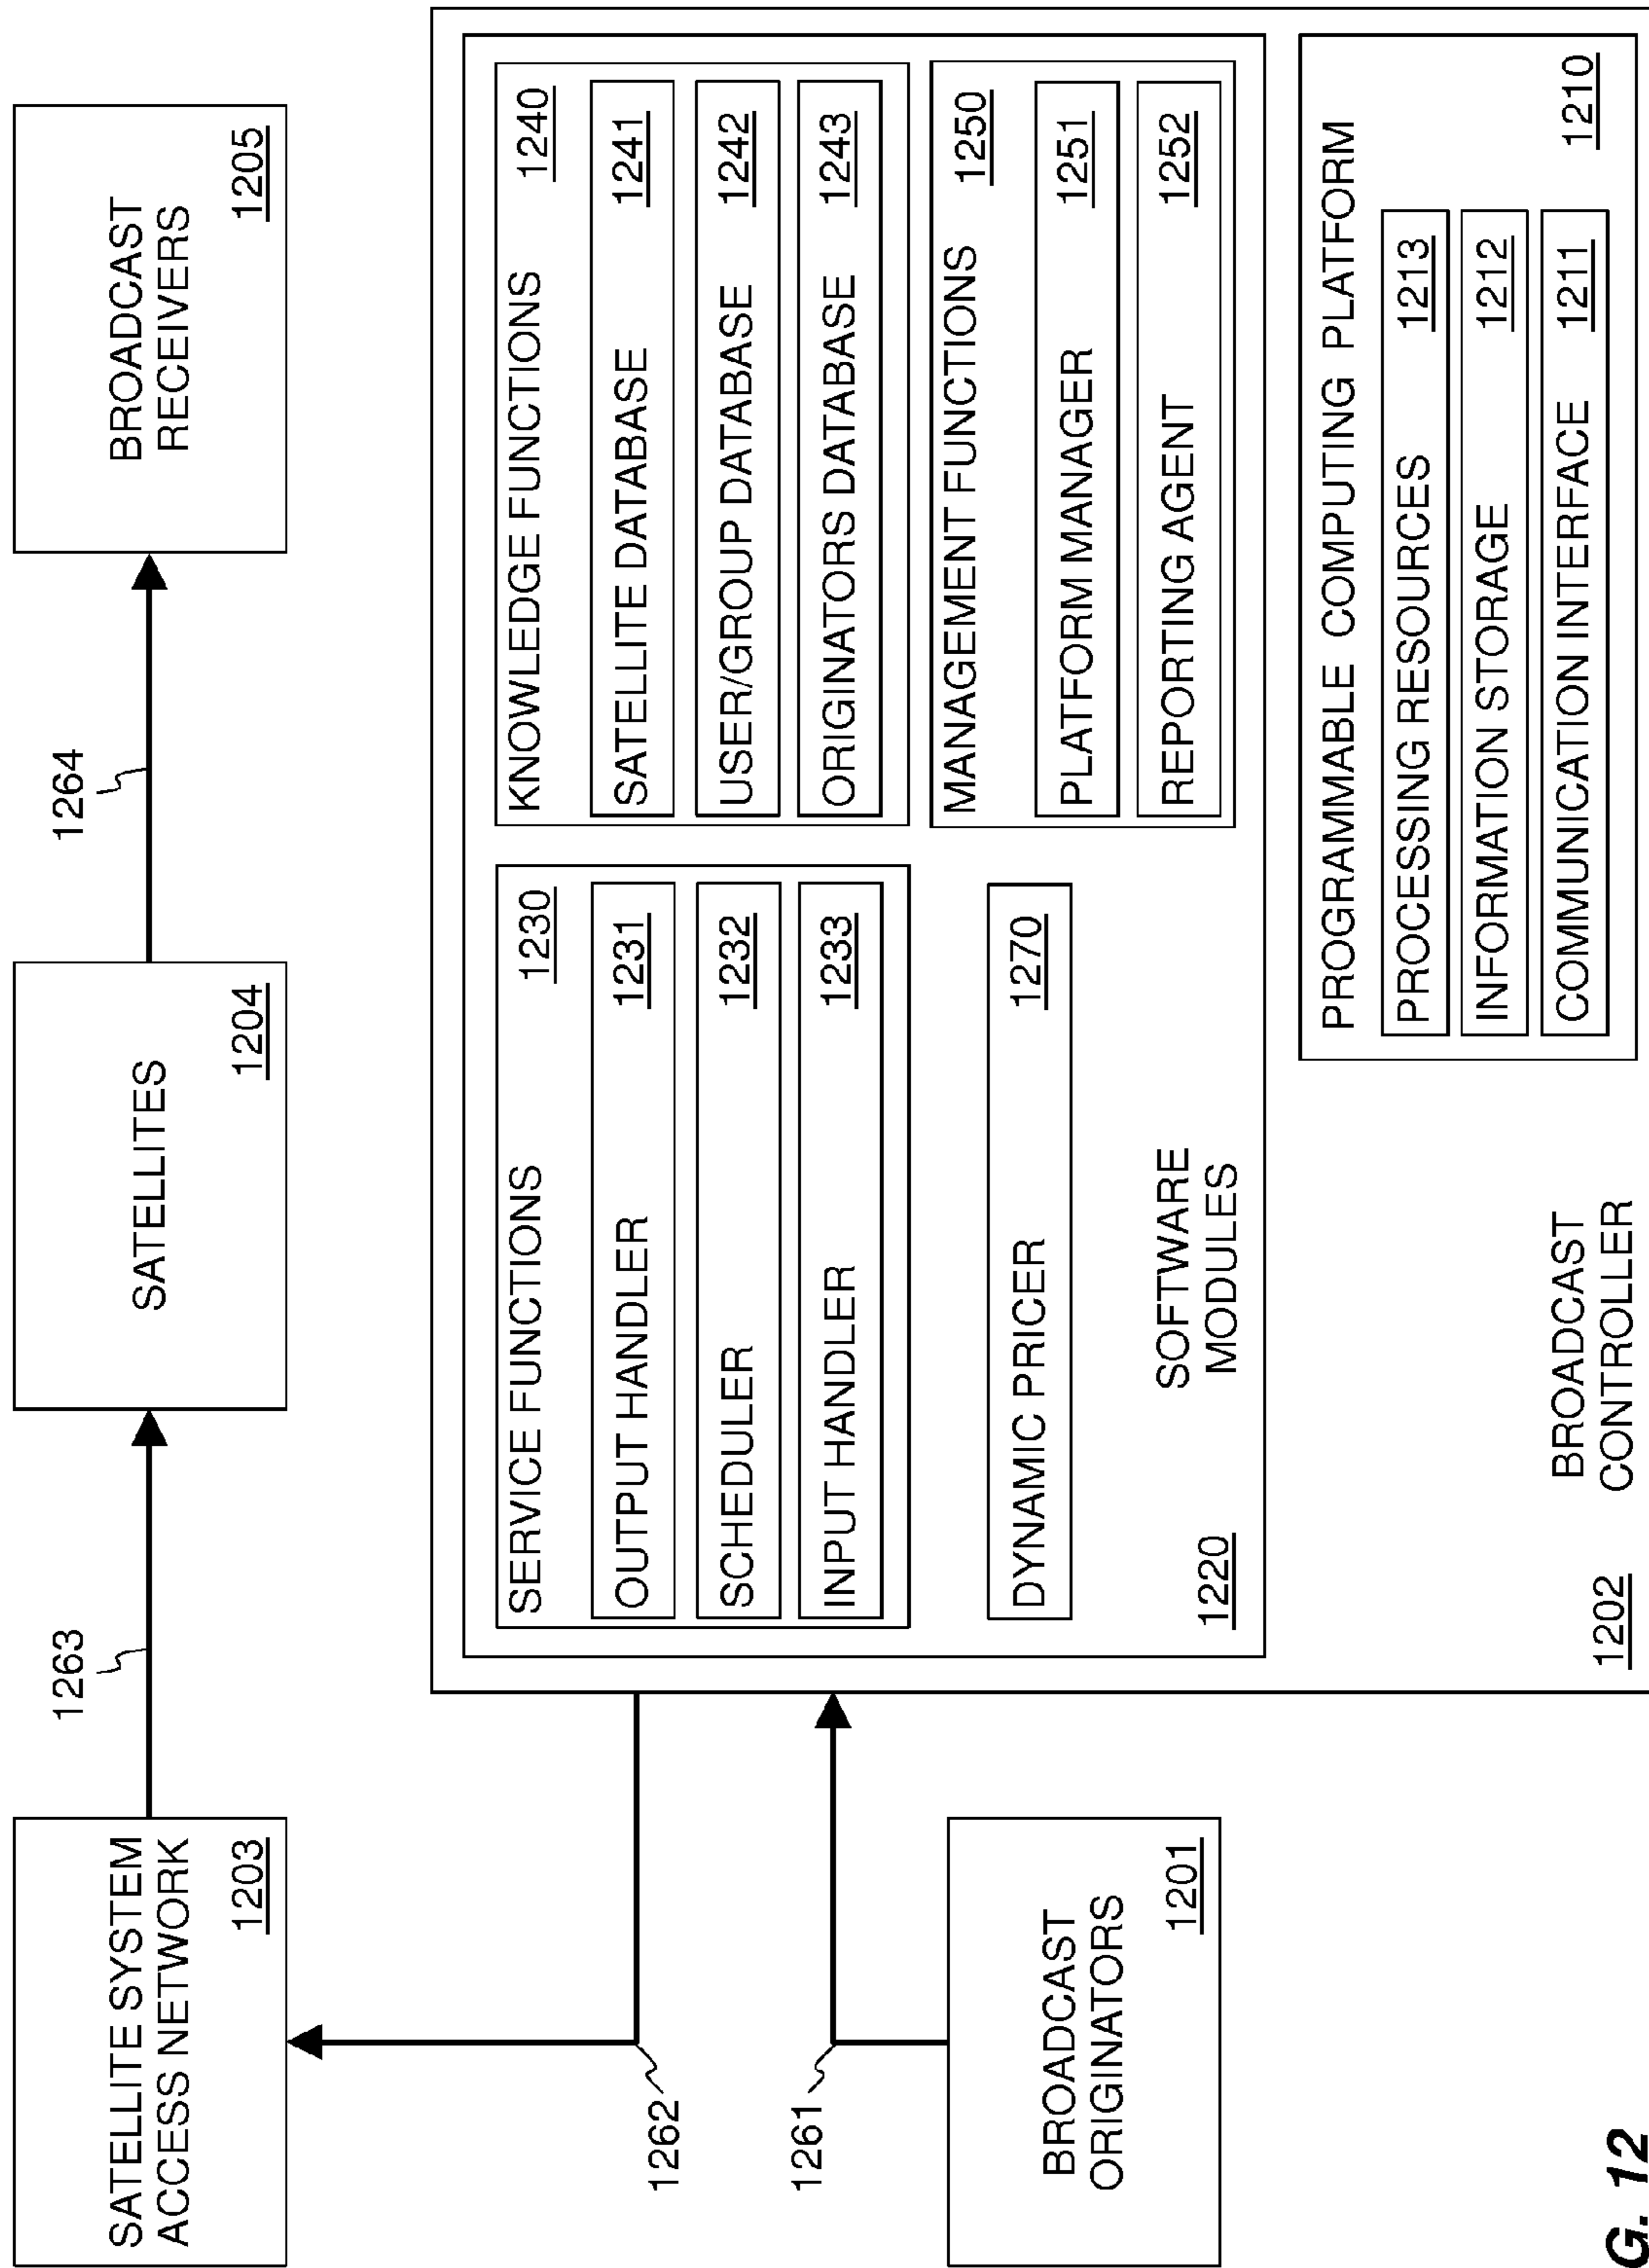 SATELLITE SYSTEM
ACCESS NETWORK
1203
1263
SATELLITES
1204
1264
BROADCAST
RECEIVERS
1205
1262
1261
BROADCAST
ORIGINATORS
1201
SERVICE FUNCTIONS
1230
OUTPUT HANDLER 1231
SCHEDULER 1232
INPUT HANDLER 1233
DYNAMIC PRICER 1270
SOFTWARE
MODULES
1220
KNOWLEDGE FUNCTIONS
1240
SATELLITE DATABASE 1241
USER/GROUP DATABASE 1242
ORIGINATORS DATABASE 1243
MANAGEMENT FUNCTIONS
1250
PLATFORM MANAGER 1251
REPORTING AGENT 1252
BROADCAST
CONTROLLER
1202
PROGRAMMABLE COMPUTING PLATFORM
PROCESSING RESOURCES 1213
INFORMATION STORAGE 1212
COMMUNICATION INTERFACE 1211
1210
G. 12